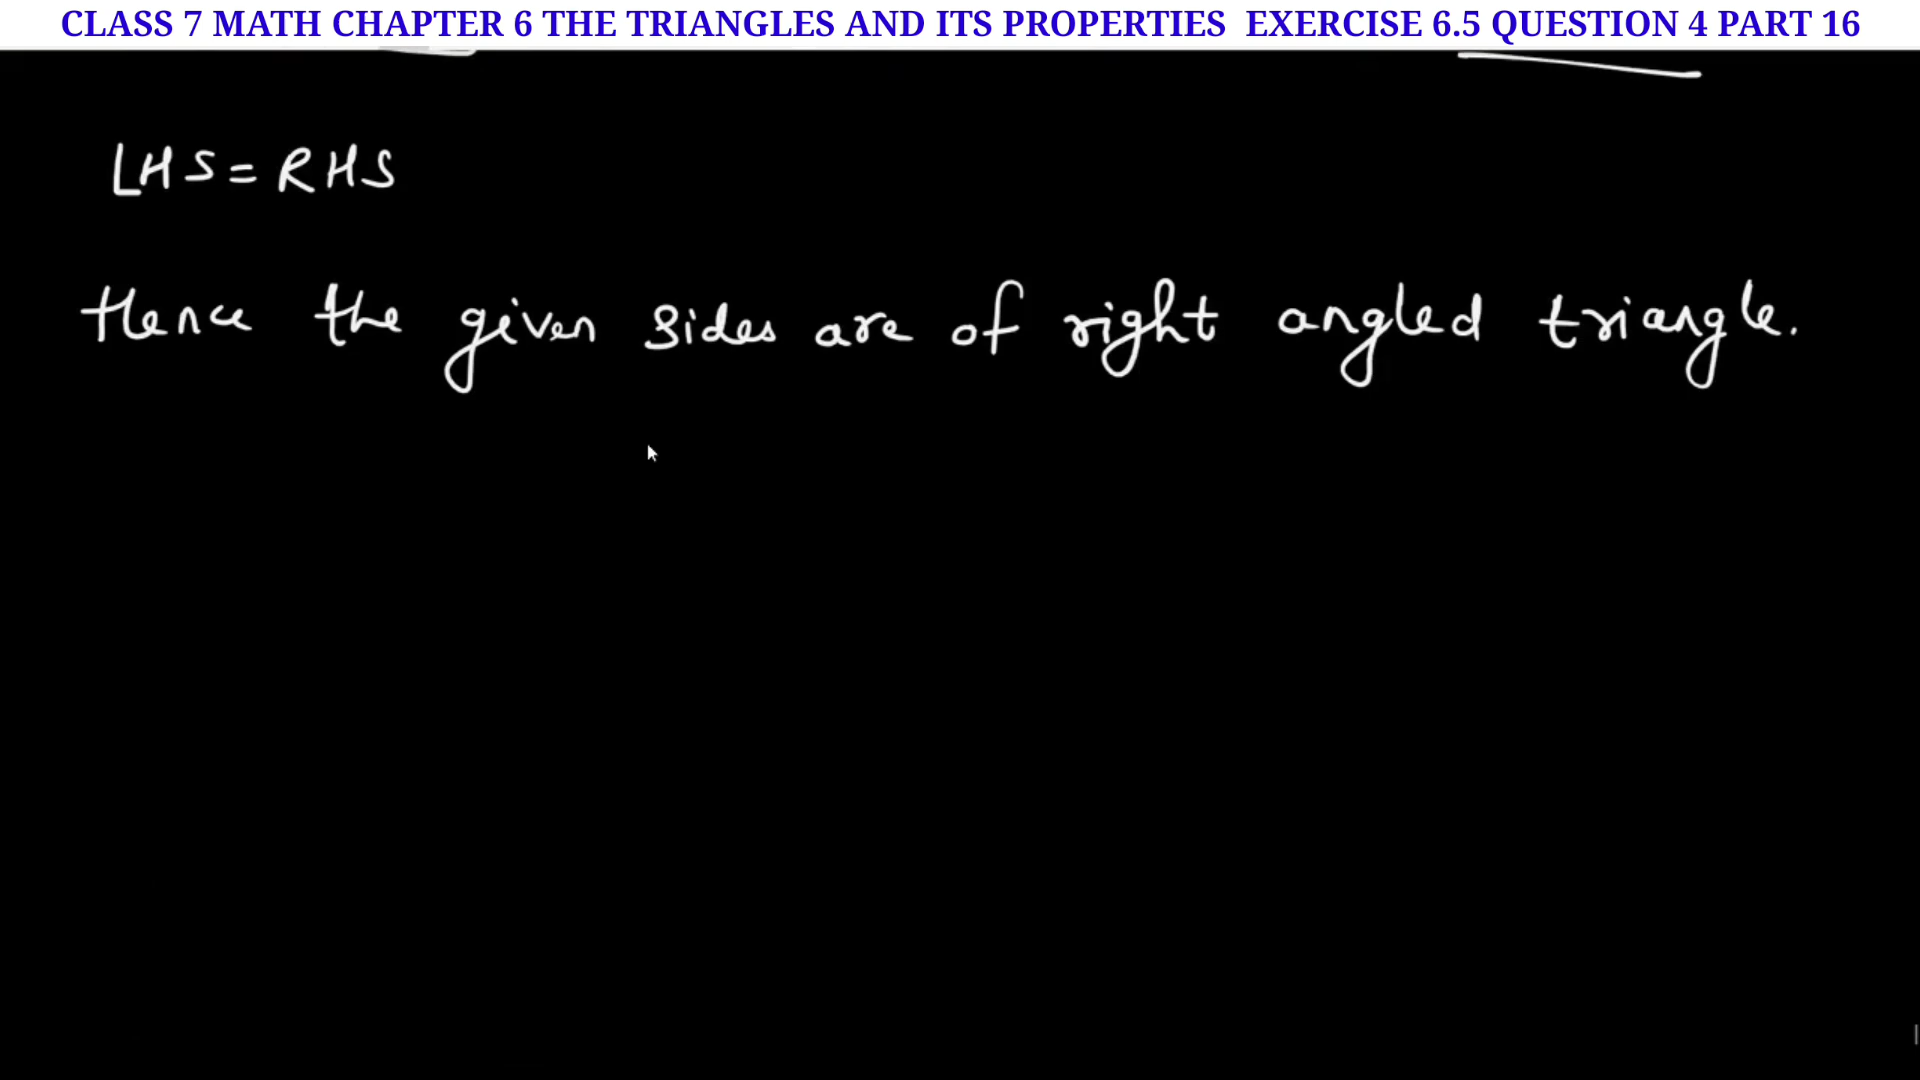 CLASS 7 MATH CHAPTER 6 THE TRIANGLES AND ITS PROPERTIES EXERCISE 6.5 QUESTION 4 PART 16
LHS = RHS
Hence the given sides are of right angled triangle.